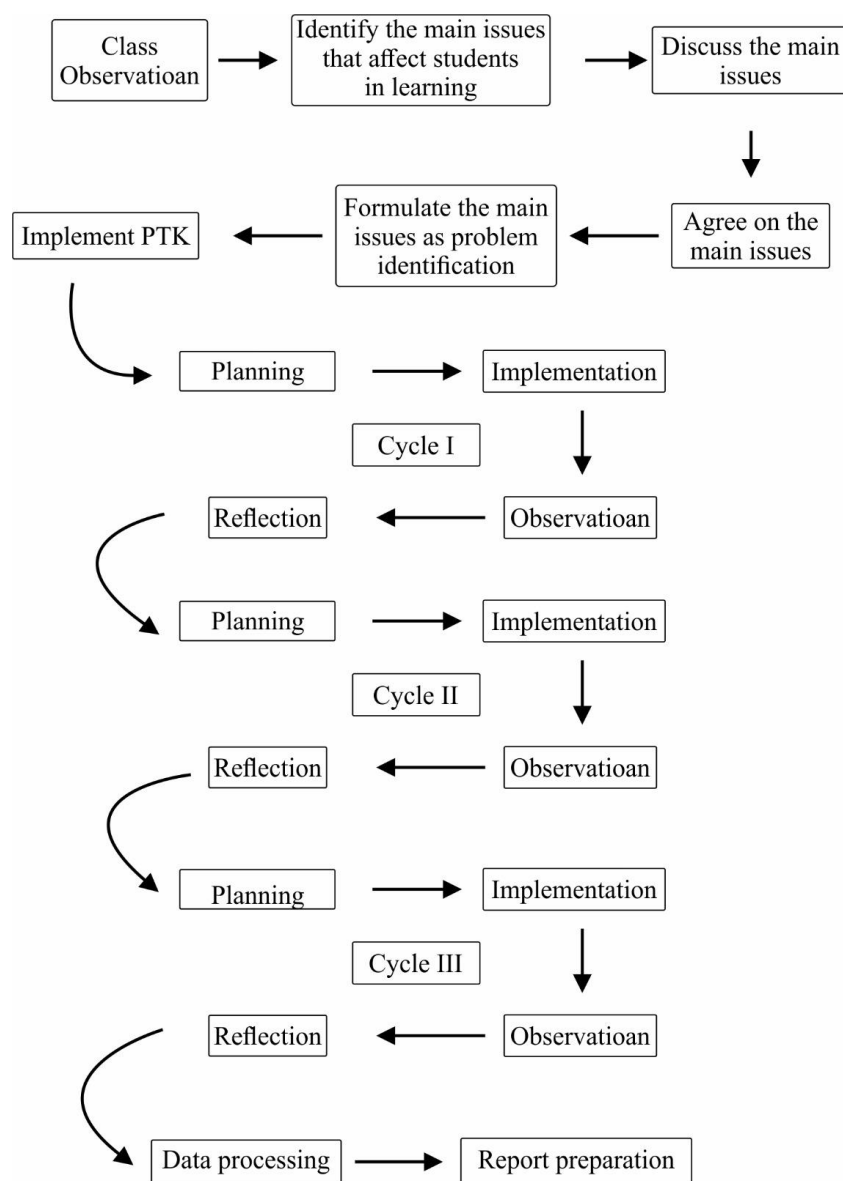 Class
Observatioan
Identify the main issues
that affect students
in learning
Discuss the main
issues
Agree on the
main issues
Formulate the main
issues as problem
identification
Implement PTK
Planning
Implementation
Cycle I
Observatioan
Reflection
Planning
Implementation
Cycle II
Observatioan
Reflection
Planning
Implementation
Cycle III
Observatioan
Reflection
Data processing
Report preparation